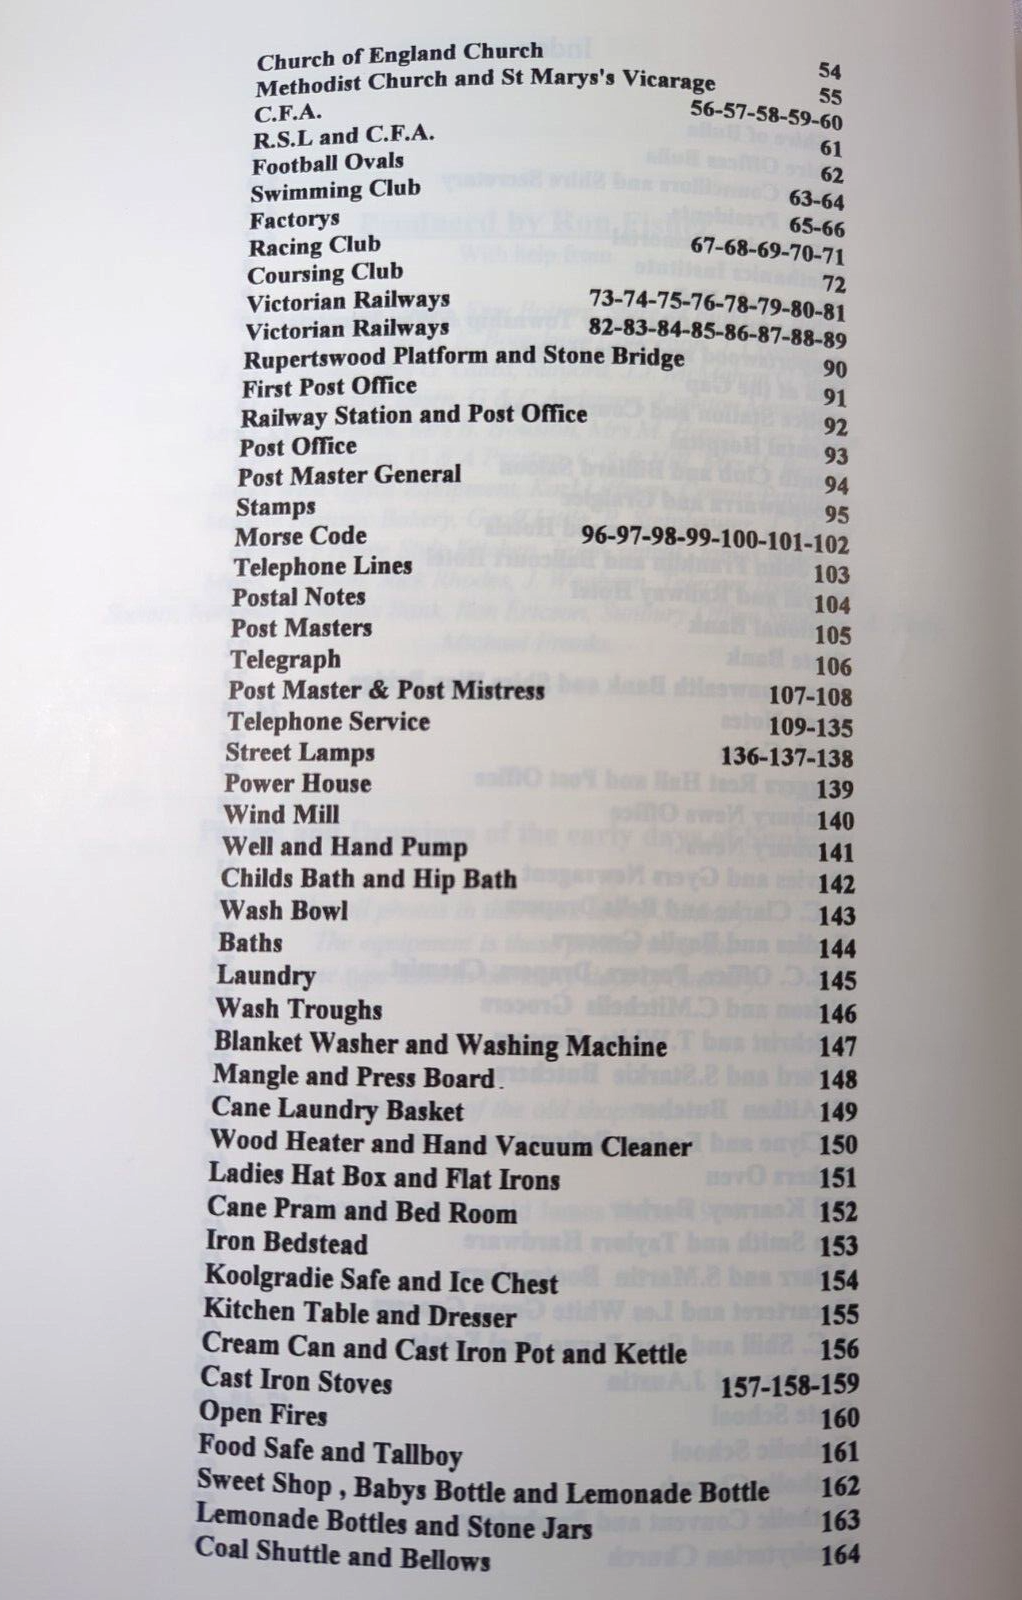 Church of England Church 54
Methodist Church and St Marys's Vicarage 55
C.F.A. 56-57-58-59-60
R.S.L and C.F.A. 61
Football Ovals 62
Swimming Club 63-64
Factorys 65-66
Racing Club 67-68-69-70-71
Coursing Club 72
Victorian Railways 73-74-75-76-78-79-80-81
Victorian Railways 82-83-84-85-86-87-88-89
Rupertswood Platform and Stone Bridge 90
First Post Office 91
Railway Station and Post Office 92
Post Office 93
Post Master General 94
Stamps 95
Morse Code 96-97-98-99-100-101-102
Telephone Lines 103
Postal Notes 104
Post Masters 105
Telegraph 106
Post Master & Post Mistress 107-108
Telephone Service 109-135
Street Lamps 136-137-138
Power House 139
Wind Mill 140
Well and Hand Pump 141
Childs Bath and Hip Bath 142
Wash Bowl 143
Baths 144
Laundry 145
Wash Troughs 146
Blanket Washer and Washing Machine 147
Mangle and Press Board. 148
Cane Laundry Basket 149
Wood Heater and Hand Vacuum Cleaner 150
Ladies Hat Box and Flat Irons 151
Cane Pram and Bed Room 152
Iron Bedstead 153
Koolgradie Safe and Ice Chest 154
Kitchen Table and Dresser 155
Cream Can and Cast Iron Pot and Kettle 156
Cast Iron Stoves 157-158-159
Open Fires 160
Food Safe and Tallboy 161
Sweet Shop , Babys Bottle and Lemonade Bottle 162
Lemonade Bottles and Stone Jars 163
Coal Shuttle and Bellows 164